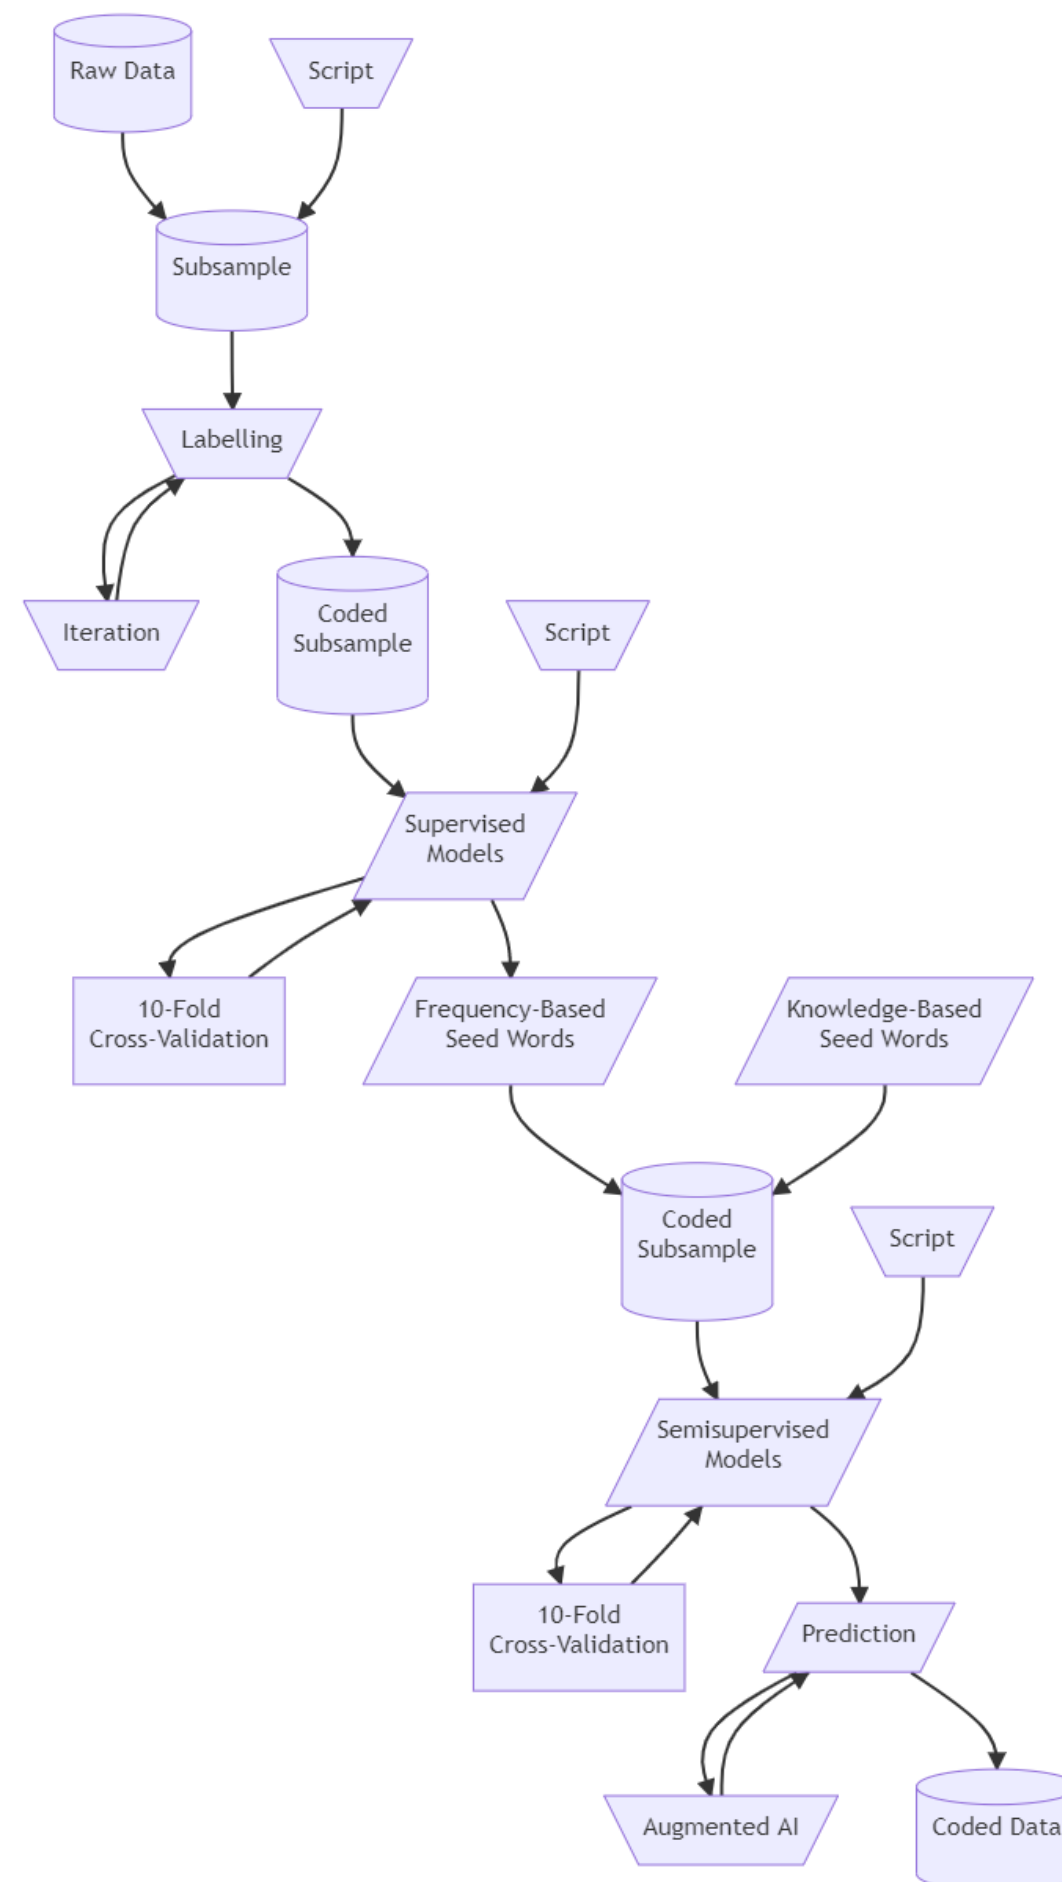 Raw Data
Script
Subsample
Labelling
Iteration
Coded
Subsample
Script
Supervised
Models
10-Fold
Cross-Validation
Frequency-Based
Seed Words
Knowledge-Based
Seed Words
Coded
Subsample
Script
Semisupervised
Models
10-Fold
Cross-Validation
Prediction
Augmented AI
Coded Data